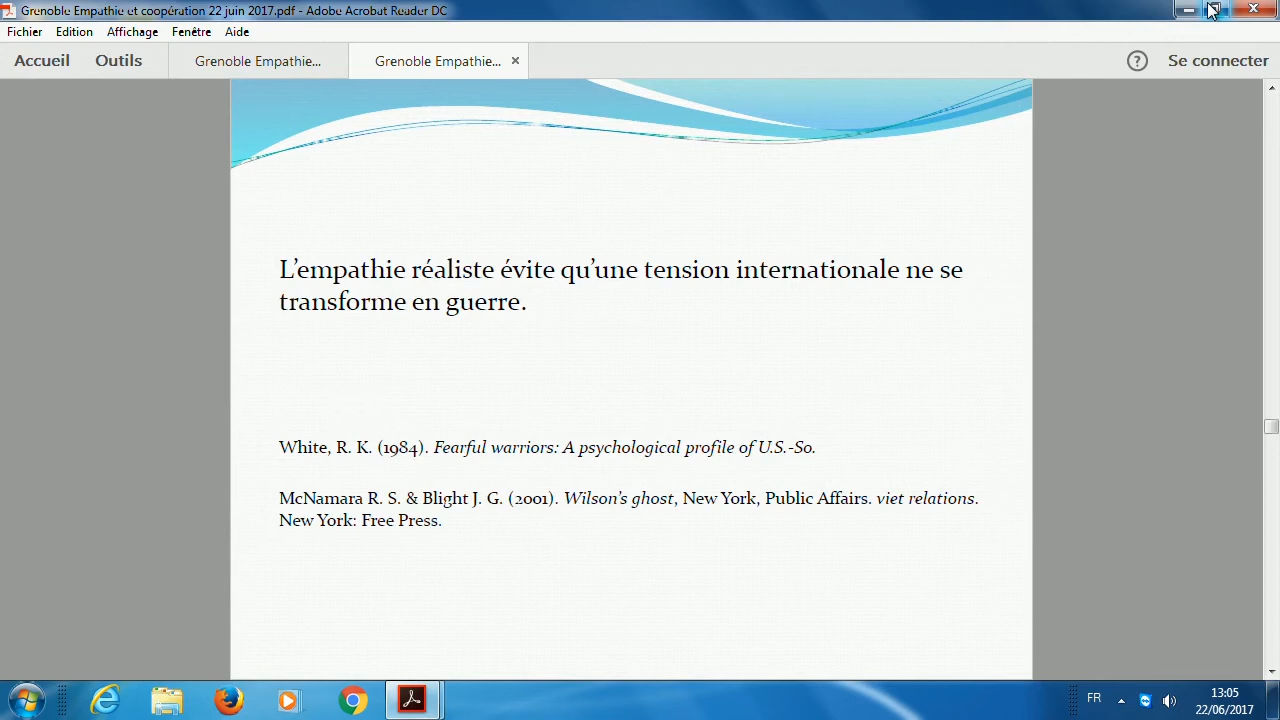 Grenoble Empathie et coopération 22 juin 2017.pdf - Adobe Acrobat Reader DC
Fichier Edition Affichage Fenêtre Aide
Accueil Outils Grenoble Empathie... Grenoble Empathie... × ? Se connecter
L’empathie réaliste évite qu’une tension internationale ne se
transforme en guerre.
White, R. K. (1984). Fearful warriors: A psychological profile of U.S.-So.
McNamara R. S. & Blight J. G. (2001). Wilson’s ghost, New York, Public Affairs. viet relations.
New York: Free Press.
FR 13:05
22/06/2017